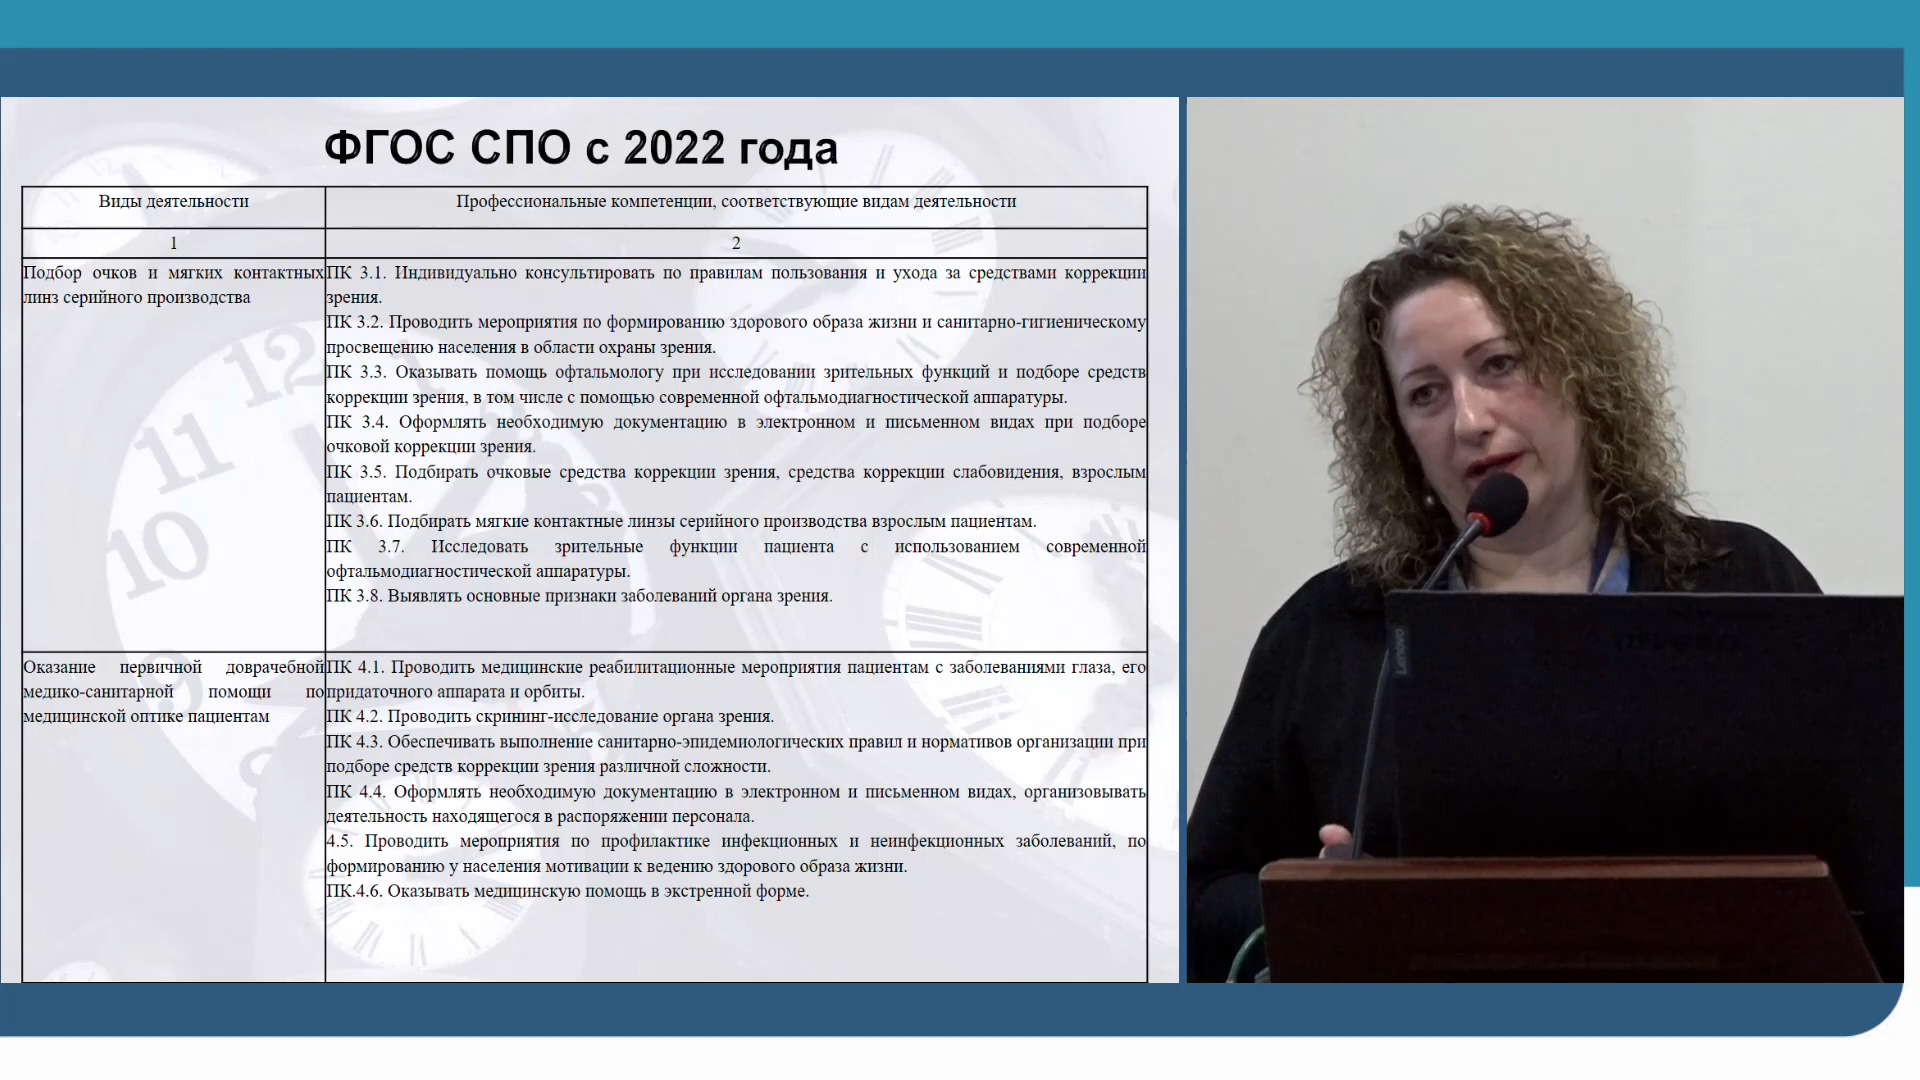 ФГОС СПО с 2022 года
Виды деятельности
Профессиональные компетенции, соответствующие видам деятельности
1
2
Подбор очков и мягких контактных
линз серийного производства
ПК 3.1. Индивидуально консультировать по правилам пользования и ухода за средствами коррекции
зрения.
ПК 3.2. Проводить мероприятия по формированию здорового образа жизни и санитарно-гигиеническому
просвещению населения в области охраны зрения.
ПК 3.3. Оказывать помощь офтальмологу при исследовании зрительных функций и подборе средств
коррекции зрения, в том числе с помощью современной офтальмодиагностической аппаратуры.
ПК 3.4. Оформлять необходимую документацию в электронном и письменном видах при подборе
очковой коррекции зрения.
ПК 3.5. Подбирать очковые средства коррекции зрения, средства коррекции слабовидения, взрослым
пациентам.
ПК 3.6. Подбирать мягкие контактные линзы серийного производства взрослым пациентам.
ПК 3.7. Исследовать зрительные функции пациента с использованием современной
офтальмодиагностической аппаратуры.
ПК 3.8. Выявлять основные признаки заболеваний органа зрения.
Оказание первичной доврачебной
медико-санитарной помощи по
медицинской оптике пациентам
ПК 4.1. Проводить медицинские реабилитационные мероприятия пациентам с заболеваниями глаза, его
придаточного аппарата и орбиты.
ПК 4.2. Проводить скрининг-исследование органа зрения.
ПК 4.3. Обеспечивать выполнение санитарно-эпидемиологических правил и нормативов организации при
подборе средств коррекции зрения различной сложности.
ПК 4.4. Оформлять необходимую документацию в электронном и письменном видах, организовывать
деятельность находящегося в распоряжении персонала.
4.5. Проводить мероприятия по профилактике инфекционных и неинфекционных заболеваний, по
формированию у населения мотивации к ведению здорового образа жизни.
ПК.4.6. Оказывать медицинскую помощь в экстренной форме.
12
11
10
9
8
1
2
Lenovo